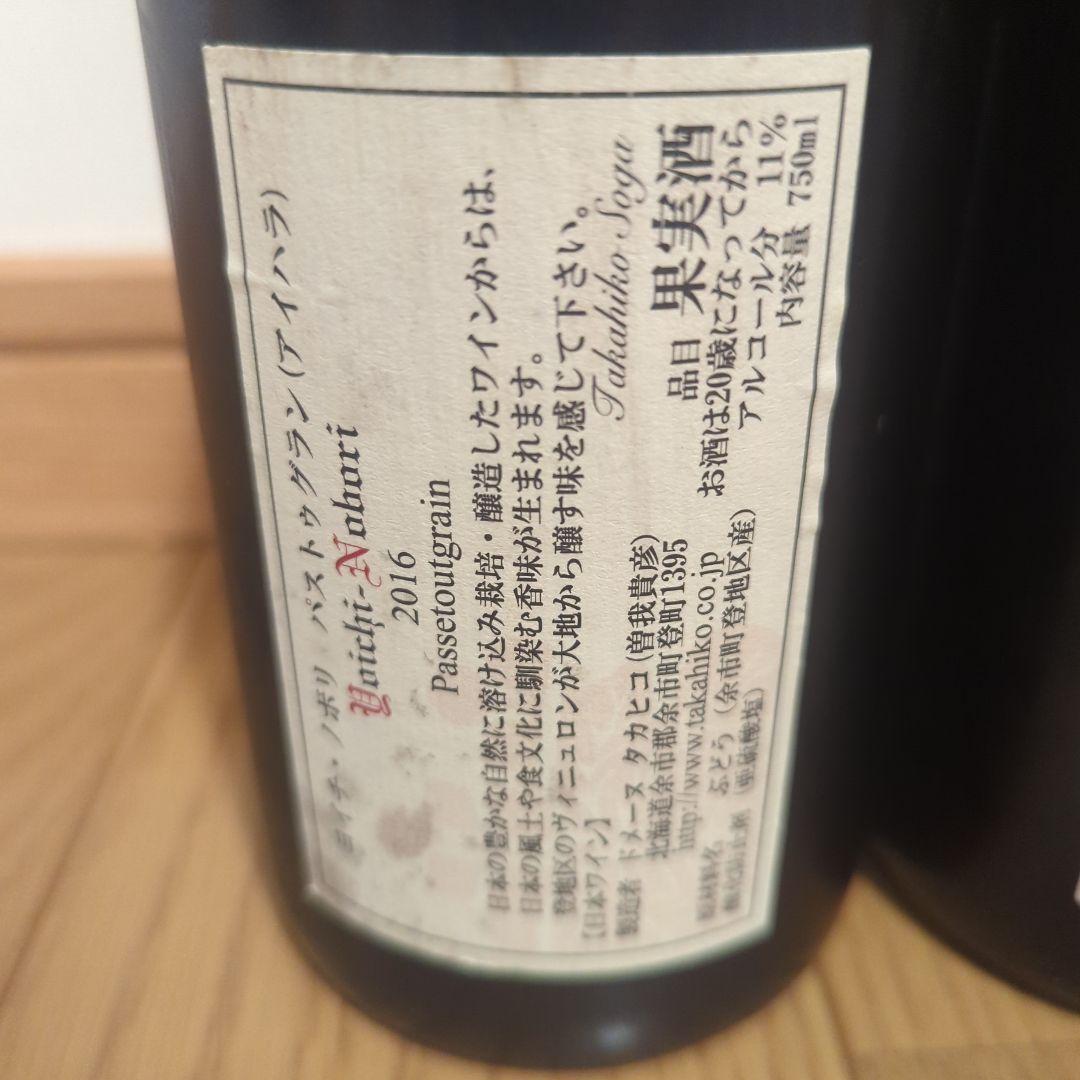 ヨイチ・ノボリ パストゥグラン(アイハラ)
Yoichi-Nobori
2016
Passetoutgrain
日本の豊かな自然に溶け込み栽培・醸造したワインからは、
日本の風土や食文化に馴染む香味が生まれます。
登地区のヴィニュロンが大地から醸す味を感じて下さい。
Takahiko Soga
【日本ワイン】
製造者 ドメーヌ タカヒコ(曽我貴彦)
北海道余市郡余市町登町1395
http://www.takahiko.co.jp
原材料名 ぶどう（余市町登地区産）
酸化防止剤（亜硫酸塩）
品目 果実酒
お酒は20歳になってから
アルコール分 11%
内容量 750ml